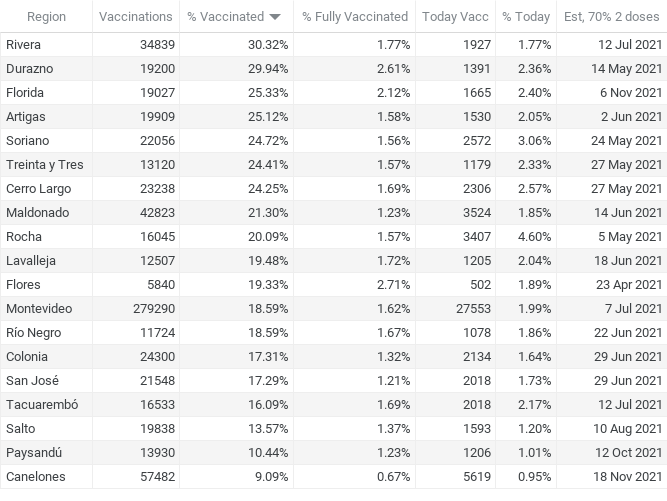 Region Vaccinations % Vaccinated % Fully Vaccinated Today Vacc % Today Est, 70% 2 doses
Rivera 34839 30.32% 1.77% 1927 1.77% 12 Jul 2021
Durazno 19200 29.94% 2.61% 1391 2.36% 14 May 2021
Florida 19027 25.33% 2.12% 1665 2.40% 6 Nov 2021
Artigas 19909 25.12% 1.58% 1530 2.05% 2 Jun 2021
Soriano 22056 24.72% 1.56% 2572 3.06% 24 May 2021
Treinta y Tres 13120 24.41% 1.57% 1179 2.33% 27 May 2021
Cerro Largo 23238 24.25% 1.69% 2306 2.57% 27 May 2021
Maldonado 42823 21.30% 1.23% 3524 1.85% 14 Jun 2021
Rocha 16045 20.09% 1.57% 3407 4.60% 5 May 2021
Lavalleja 12507 19.48% 1.72% 1205 2.04% 18 Jun 2021
Flores 5840 19.33% 2.71% 502 1.89% 23 Apr 2021
Montevideo 279290 18.59% 1.62% 27553 1.99% 7 Jul 2021
Río Negro 11724 18.59% 1.67% 1078 1.86% 22 Jun 2021
Colonia 24300 17.31% 1.32% 2134 1.64% 29 Jun 2021
San José 21548 17.29% 1.21% 2018 1.73% 29 Jun 2021
Tacuarembó 16533 16.09% 1.69% 2018 2.17% 12 Jul 2021
Salto 19838 13.57% 1.37% 1593 1.20% 10 Aug 2021
Paysandú 13930 10.44% 1.23% 1206 1.01% 12 Oct 2021
Canelones 57482 9.09% 0.67% 5619 0.95% 18 Nov 2021